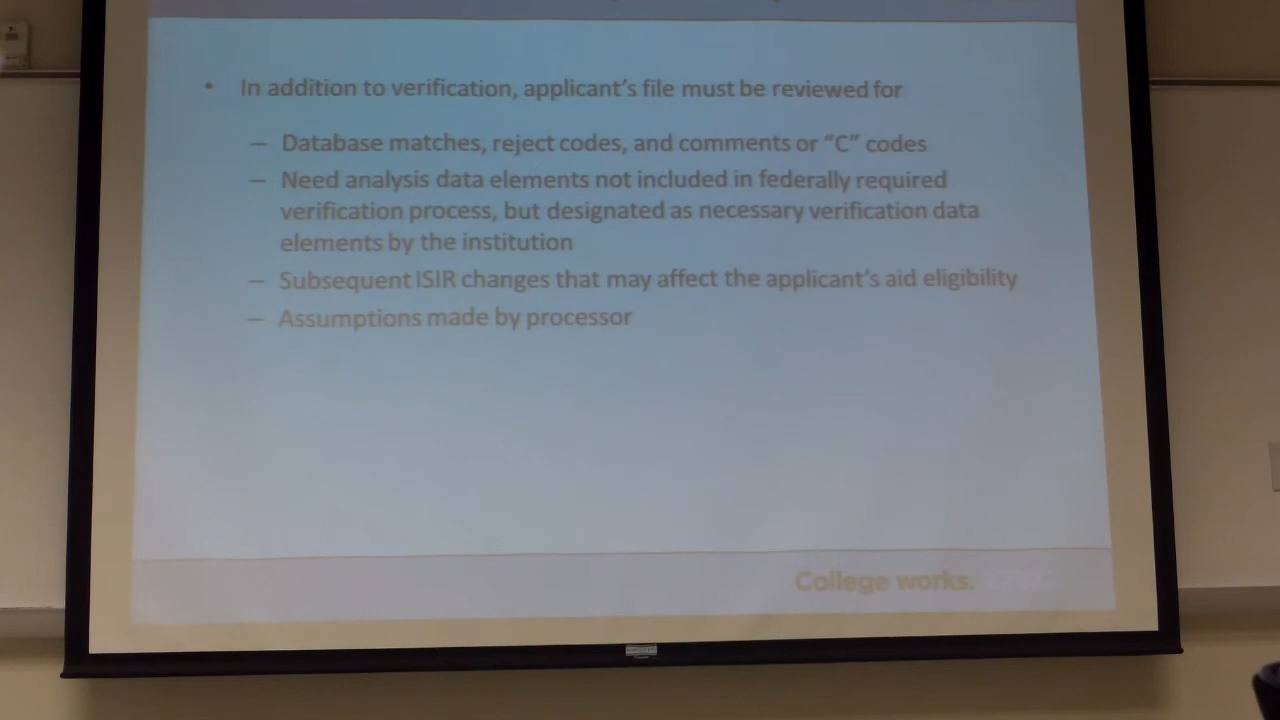 • In addition to verification, applicant's file must be reviewed for
– Database matches, reject codes, and comments or "C" codes
– Need analysis data elements not included in federally required
verification process, but designated as necessary verification data
elements by the institution
– Subsequent ISIR changes that may affect the applicant's aid eligibility
– Assumptions made by processor
College works.